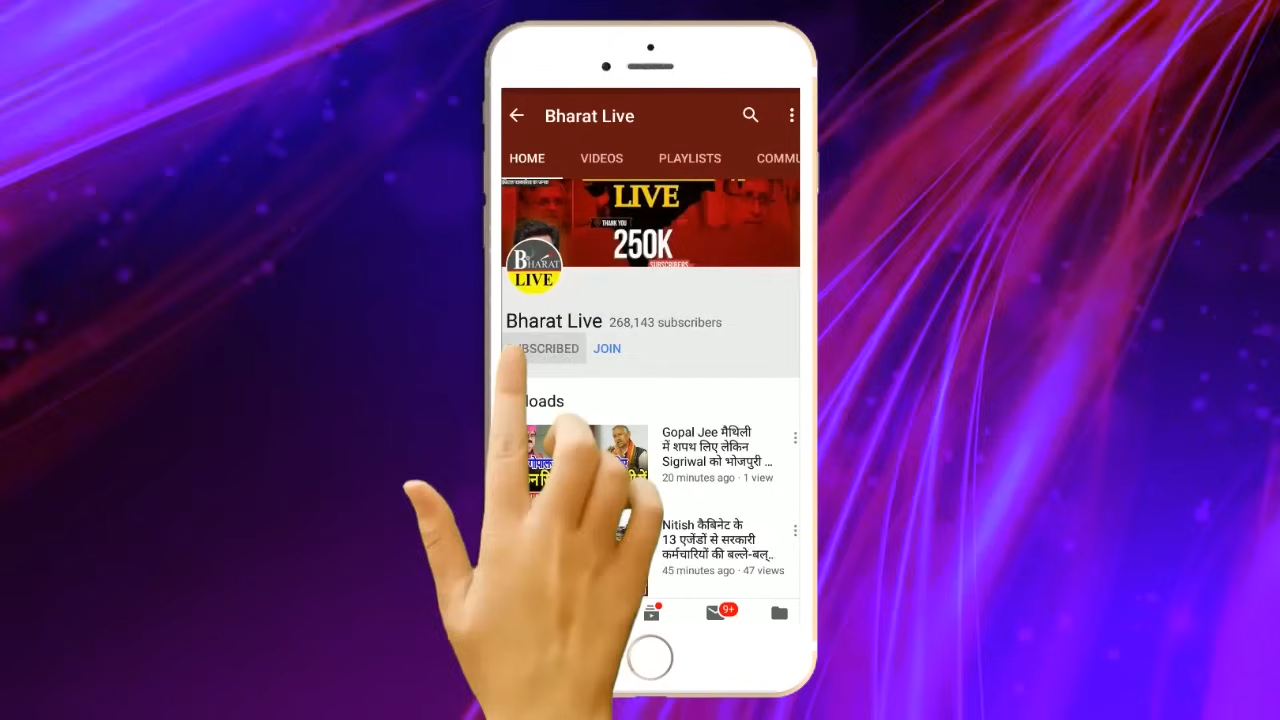 Bharat Live
HOME VIDEOS PLAYLISTS COMMU
LIVE
THANK YOU
250K
SUBSCRIBERS
BHARAT
LIVE
Bharat Live 268,143 subscribers
UBSCRIBED JOIN
loads
Gopal Jee मैथिली
में शपथ लिए लेकिन
Sigriwal को भोजपुरी ...
20 minutes ago · 1 view
Nitish कैबिनेट के
13 एजेंडों से सरकारी
कर्मचारियों की बल्ले-बल्..
45 minutes ago · 47 views
9+